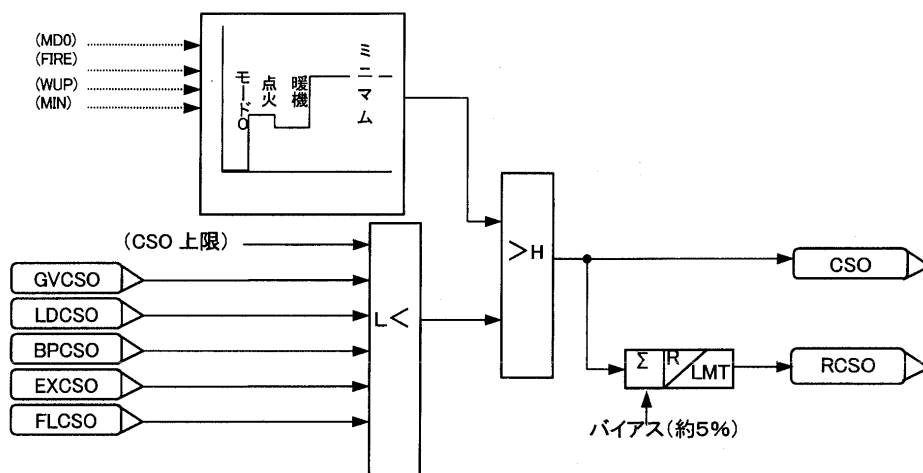 (MD0)
(FIRE)
(WUP)
(MIN)
モード0
点火
暖機
ミニマム
(CSO 上限)
GVCSO
LDCSO
BPCSO
EXCSO
FLCSO
L<
>H
CSO
Σ
R
LMT
RCSO
バイアス(約5%)